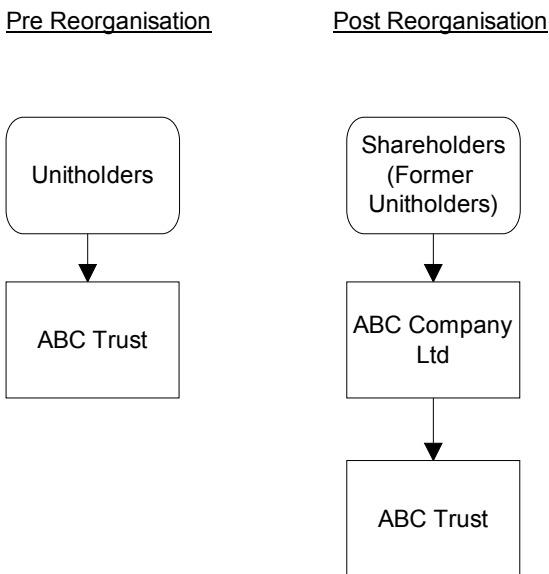 Pre Reorganisation
Post Reorganisation
Unitholders
Shareholders
(Former
Unitholders)
ABC Trust
ABC Company
Ltd
ABC Trust